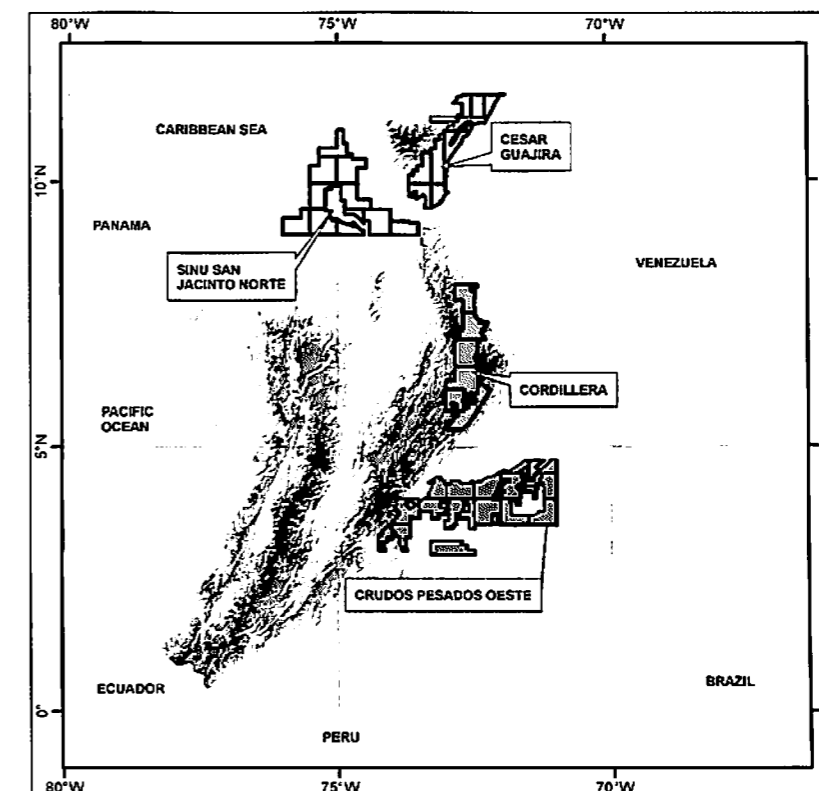 80°W
75°W
70°W
CARIBBEAN SEA
CESAR
GUAJIRA
10°N
PANAMA
SINU SAN
JACINTO NORTE
VENEZUELA
CORDILLERA
PACIFIC
OCEAN
5°N
CRUDOS PESADOS OESTE
ECUADOR
BRAZIL
0°
PERU
80°W
75°W
70°W